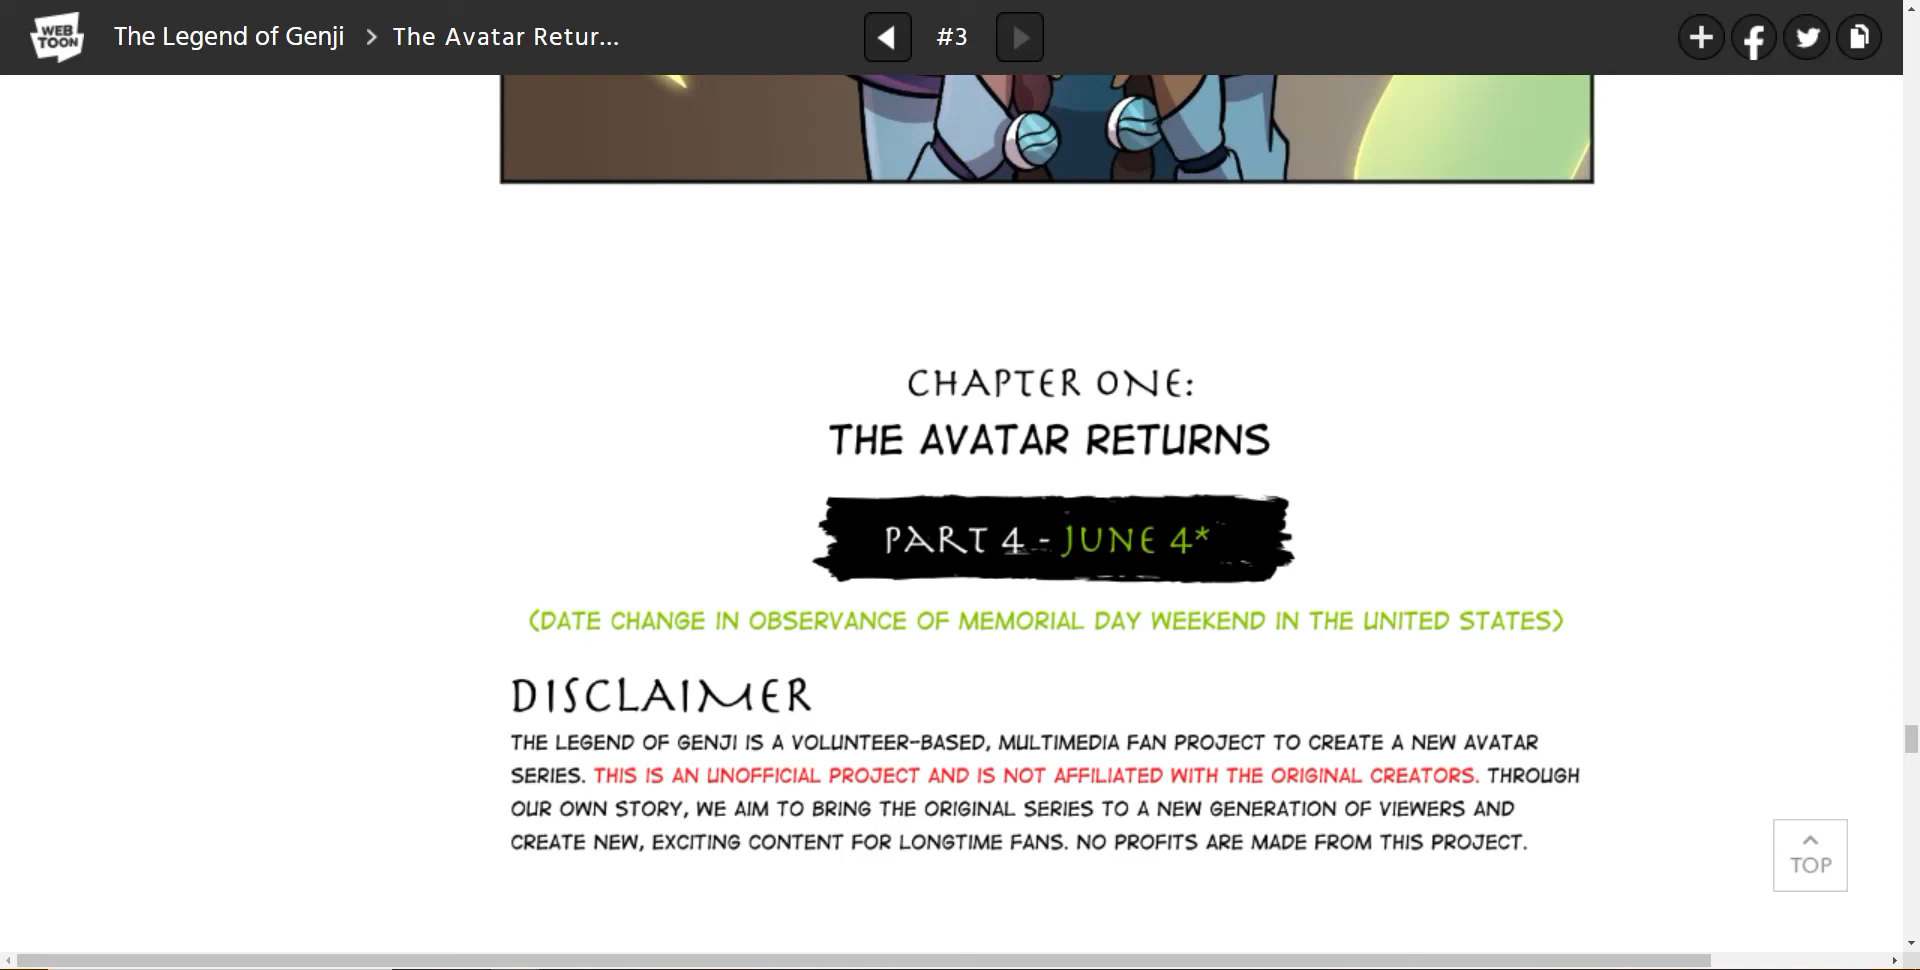 WEB
TOON
The Legend of Genji > The Avatar Retur...
#3
CHAPTER ONE:
THE AVATAR RETURNS
PART 4 - JUNE 4*
(DATE CHANGE IN OBSERVANCE OF MEMORIAL DAY WEEKEND IN THE UNITED STATES)
DISCLAIMER
THE LEGEND OF GENJI IS A VOLUNTEER-BASED, MULTIMEDIA FAN PROJECT TO CREATE A NEW AVATAR
SERIES. THIS IS AN UNOFFICIAL PROJECT AND IS NOT AFFILIATED WITH THE ORIGINAL CREATORS. THROUGH
OUR OWN STORY, WE AIM TO BRING THE ORIGINAL SERIES TO A NEW GENERATION OF VIEWERS AND
CREATE NEW, EXCITING CONTENT FOR LONGTIME FANS. NO PROFITS ARE MADE FROM THIS PROJECT.
TOP